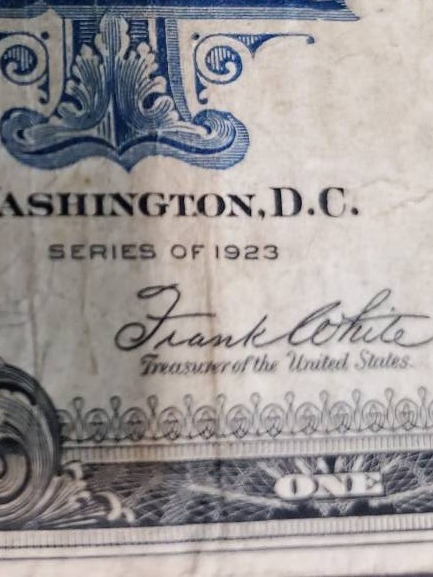 ASHINGTON, D.C.
SERIES OF 1923
Frank White
Treasurer of the United States.
ONE